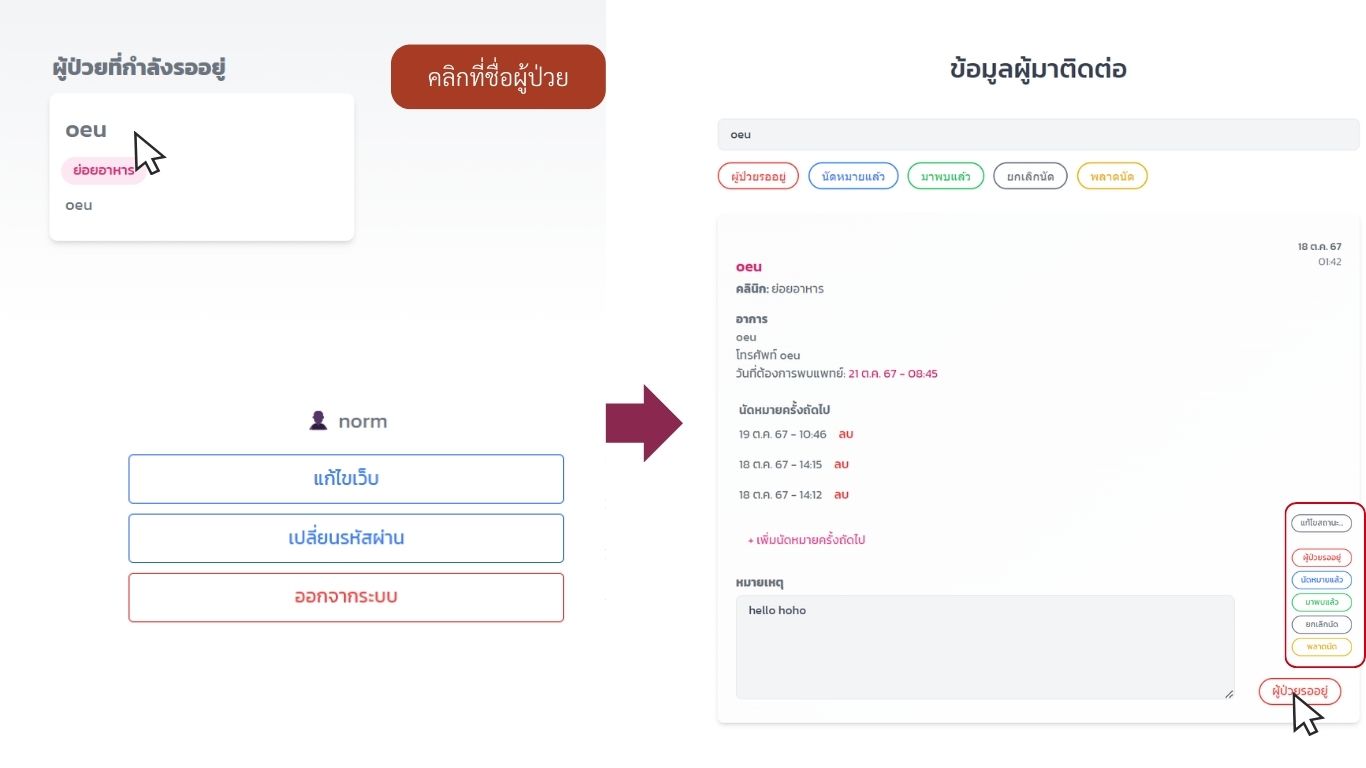 ผู้ป่วยที่กำลังรออยู่
คลิกที่ชื่อผู้ป่วย
oeu
ย่อยอาหาร
oeu
norm
แก้ไขเว็บ
เปลี่ยนรหัสผ่าน
ออกจากระบบ
ข้อมูลผู้มาติดต่อ
oeu
ผู้ป่วยรออยู่ นัดหมายแล้ว มาพบแล้ว ยกเลิกนัด พลาดนัด
18 ต.ค. 67
01:42
oeu
คลินิก: ย่อยอาหาร
อาการ
oeu
โทรศัพท์ oeu
วันที่ต้องการพบแพทย์: 21 ต.ค. 67 - 08:45
นัดหมายครั้งถัดไป
19 ต.ค. 67 - 10:46 ลบ
18 ต.ค. 67 - 14:15 ลบ
18 ต.ค. 67 - 14:12 ลบ
+ เพิ่มนัดหมายครั้งถัดไป
หมายเหตุ
hello hoho
แก้ไขสถานะ..
ผู้ป่วยรออยู่
นัดหมายแล้ว
มาพบแล้ว
ยกเลิกนัด
พลาดนัด
ผู้ป่วยรออยู่